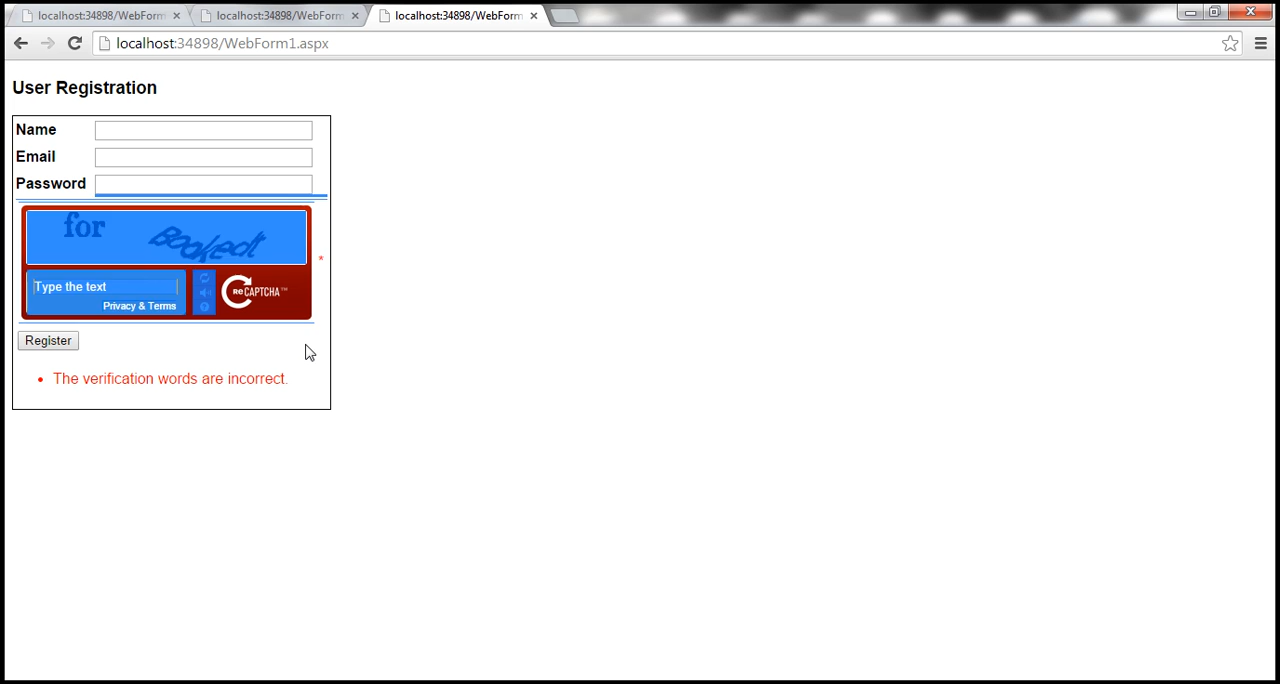 localhost:34898/WebForm
localhost:34898/WebForm
localhost:34898/WebForm
localhost:34898/WebForm1.aspx
User Registration
Name
Email
Password
for
*
Type the text
Privacy & Terms
reCAPTCHA™
Register
The verification words are incorrect.